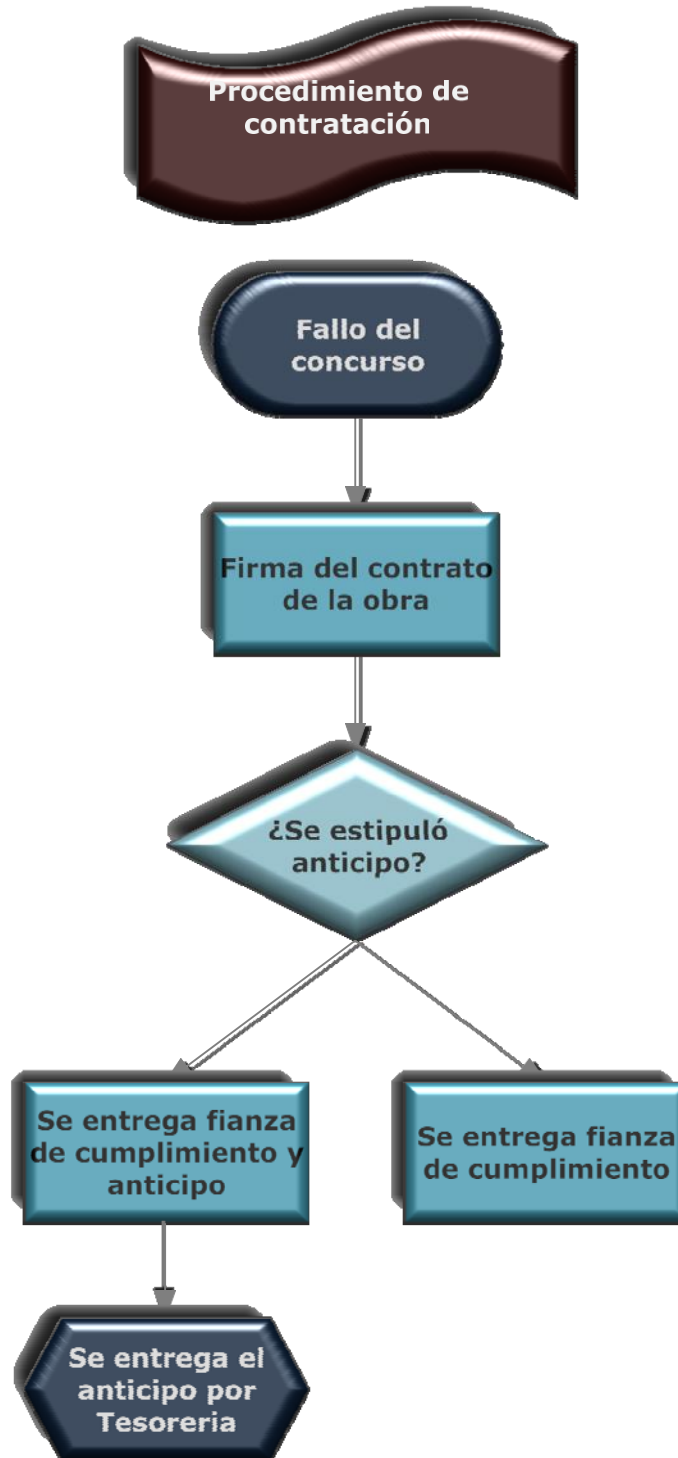 Procedimiento de
contratación
Fallo del
concurso
Firma del contrato
de la obra
¿Se estipuló
anticipo?
Se entrega fianza
de cumplimiento y
anticipo
Se entrega fianza
de cumplimiento
Se entrega el
anticipo por
Tesoreria